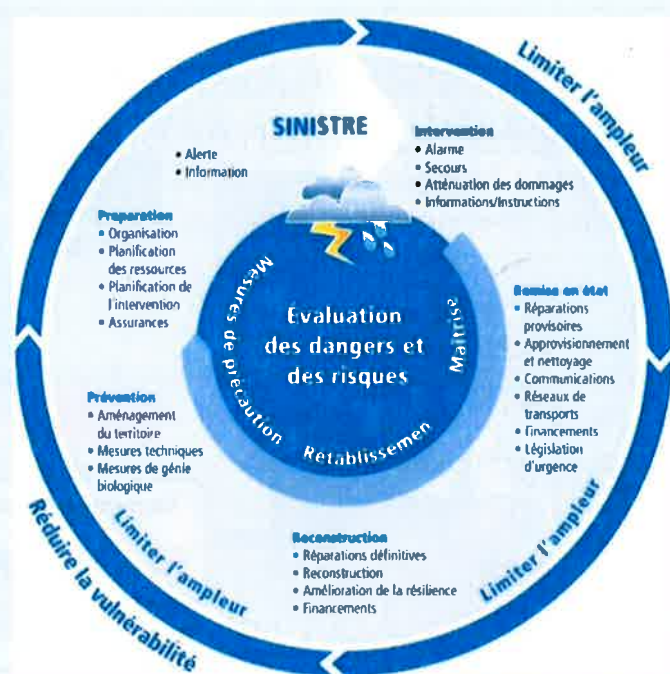 Limiter l'ampleur
SINISTRE
• Alerte
• Information
Intervention
• Alarme
• Secours
• Atténuation des dommages
• Informations/Instructions
Preparation
• Organisation
• Planification
des ressources
• Planification de
l'intervention
• Assurances
Mesures de précaution
Évaluation
des dangers et
des risques
Maîtrise
Rétablissemen
Remise en état
• Réparations
provisoires
• Approvisionnement
et nettoyage
• Communications
• Réseaux de
transports
• Financements
• Législation
d'urgence
Prévention
• Aménagement
du territoire
• Mesures techniques
• Mesures de génie
biologique
Limiter l'ampleur
Limiter l'ampleur
Réduire la vulnérabilité
Reconstruction
• Réparations définitives
• Reconstruction
• Amélioration de la résilience
• Financements